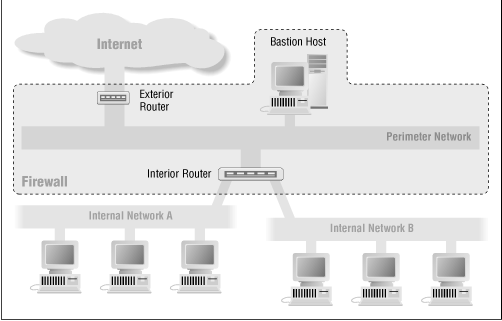 Internet
Bastion Host
Exterior
Router
Perimeter Network
Interior Router
Firewall
Internal Network A
Internal Network B